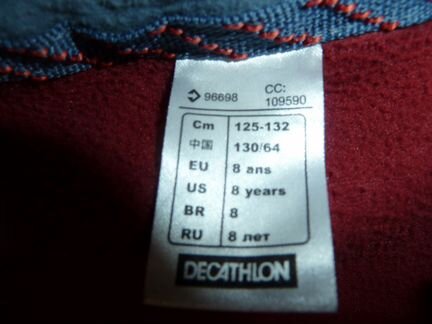 96698 CC:
109590
Cm 125-132
中国 130/64
EU 8 ans
US 8 years
BR 8
RU 8 лет
DECATHLON